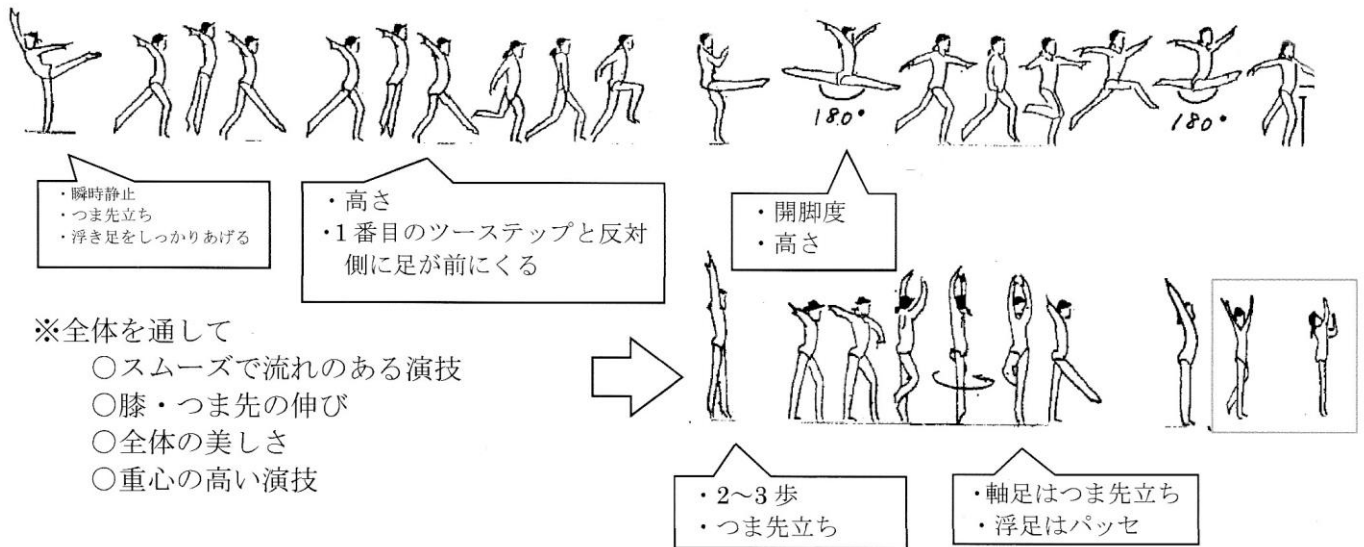 180°
180°
・瞬時静止
・つま先立ち
・浮き足をしっかりあげる
・高さ
・1番目のツーステップと反対
側に足が前にくる
・開脚度
・高さ
※全体を通して
○スムーズで流れのある演技
○膝・つま先の伸び
○全体の美しさ
○重心の高い演技
・2～3歩
・つま先立ち
・軸足はつま先立ち
・浮足はパッセ